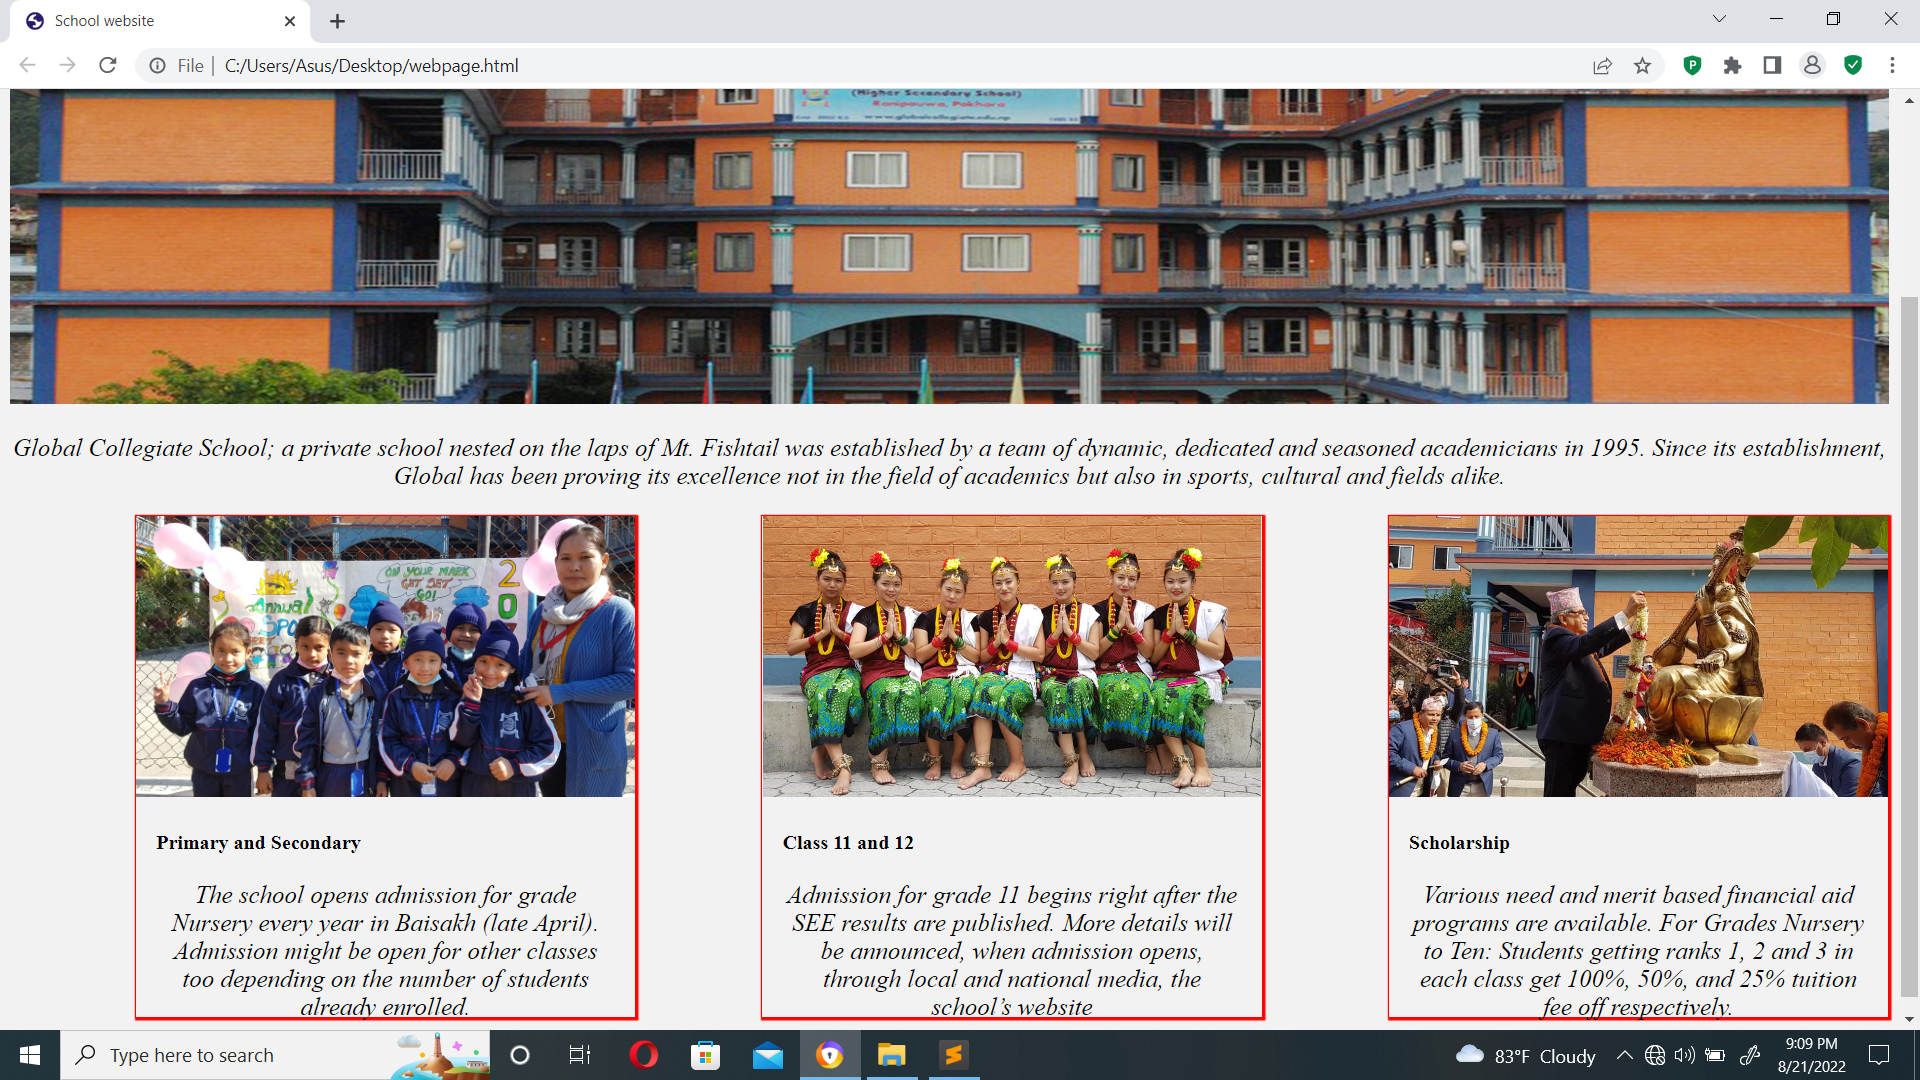 School website
File
C:/Users/Asus/Desktop/webpage.html
(Higher Secondary School)
Ranipauwa, Pokhara
www.globalcollegiate.edu.np
Global Collegiate School; a private school nested on the laps of Mt. Fishtail was established by a team of dynamic, dedicated and seasoned academicians in 1995. Since its establishment,
Global has been proving its excellence not in the field of academics but also in sports, cultural and fields alike.
Annual
SPO
ON YOUR MARK
GET SET
GO!
2
0
Primary and Secondary
The school opens admission for grade
Nursery every year in Baisakh (late April).
Admission might be open for other classes
too depending on the number of students
already enrolled.
Class 11 and 12
Admission for grade 11 begins right after the
SEE results are published. More details will
be announced, when admission opens,
through local and national media, the
school’s website
Scholarship
Various need and merit based financial aid
programs are available. For Grades Nursery
to Ten: Students getting ranks 1, 2 and 3 in
each class get 100%, 50%, and 25% tuition
fee off respectively.
Type here to search
83°F Cloudy
9:09 PM
8/21/2022